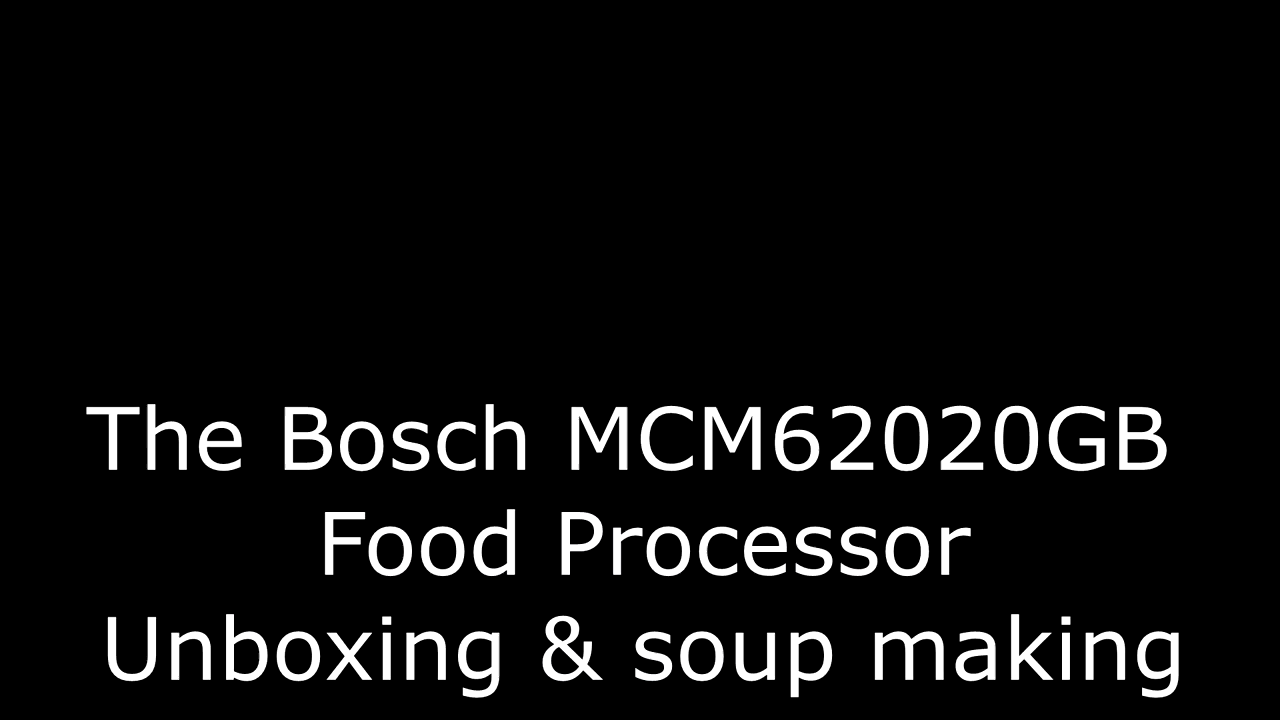 The Bosch MCM62020GB
Food Processor
Unboxing & soup making